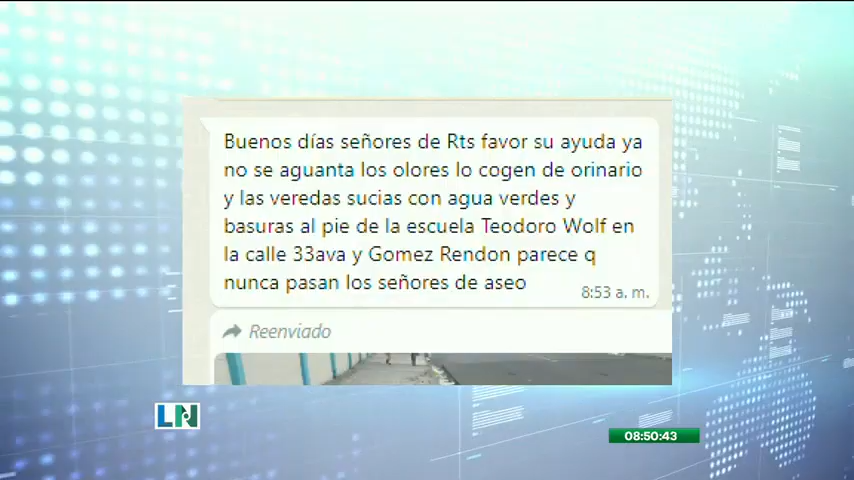 Buenos días señores de Rts favor su ayuda ya
no se aguanta los olores lo cogen de orinario
y las veredas sucias con agua verdes y
basuras al pie de la escuela Teodoro Wolf en
la calle 33ava y Gomez Rendon parece q
nunca pasan los señores de aseo
8:53 a. m.
Reenviado
LN
08:50:43